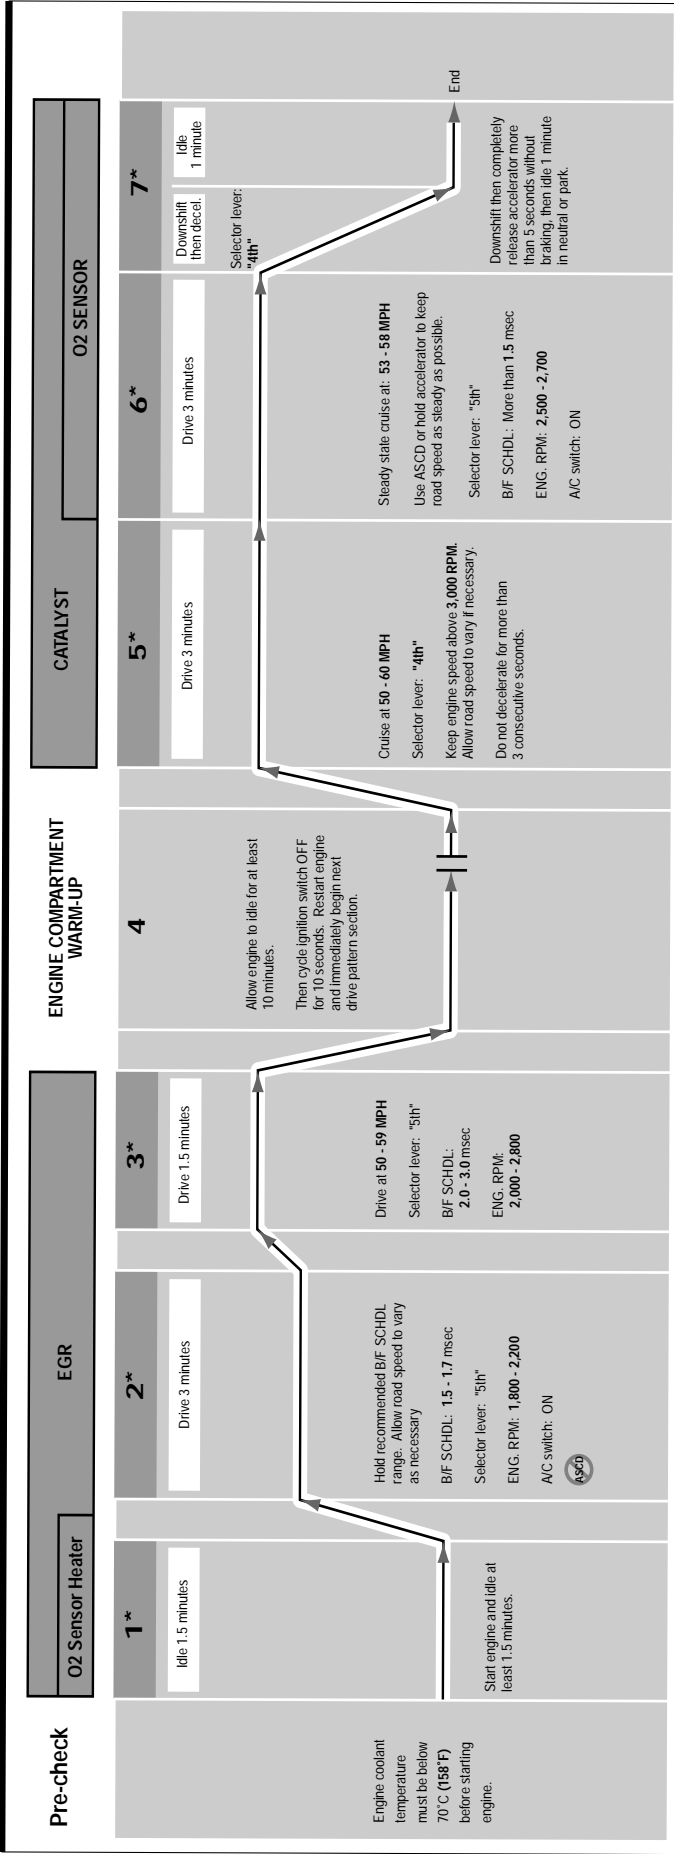 Pre-check
EGR
O2 Sensor Heater
ENGINE COMPARTMENT
WARM-UP
CATALYST
O2 SENSOR
Engine coolant
temperature
must be below
70˚C (158˚F)
before starting
engine.
1*
Idle 1.5 minutes
Start engine and idle at
least 1.5 minutes.
2*
Drive 3 minutes
Hold recommended B/F SCHDL
range. Allow road speed to vary
as necessary
B/F SCHDL: 1.5 - 1.7 msec
Selector lever: "5th"
ENG. RPM: 1,800 - 2,200
A/C switch: ON
ASCD
3*
Drive 1.5 minutes
Drive at 50 - 59 MPH
Selector lever: "5th"
B/F SCHDL:
2.0 - 3.0 msec
ENG. RPM:
2,000 - 2,800
4
Allow engine to idle for at least
10 minutes.
Then cycle ignition switch OFF
for 10 seconds. Restart engine
and immediately begin next
drive pattern section.
5*
Drive 3 minutes
Cruise at 50 - 60 MPH
Selector lever: "4th"
Keep engine speed above 3,000 RPM.
Allow road speed to vary if necessary.
Do not decelerate for more than
3 consecutive seconds.
6*
Drive 3 minutes
Steady state cruise at: 53 - 58 MPH
Use ASCD or hold accelerator to keep
road speed as steady as possible.
Selector lever: "5th"
B/F SCHDL: More than 1.5 msec
ENG. RPM: 2,500 - 2,700
A/C switch: ON
7*
Downshift
then decel.
Idle
1 minute
Selector lever:
"4th"
End
Downshift then completely
release accelerator more
than 5 seconds without
braking, then idle 1 minute
in neutral or park.